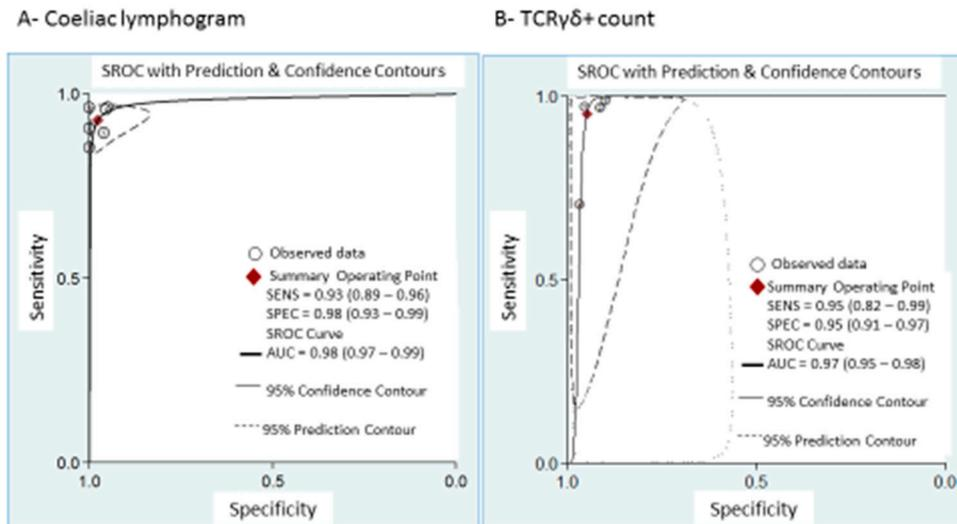 A- Coeliac lymphogram
SROC with Prediction & Confidence Contours
1.0
Sensitivity
0.5
0.0
Observed data
Summary Operating Point
SENS = 0.93 (0.89 – 0.96)
SPEC = 0.98 (0.93 – 0.99)
SROC Curve
AUC = 0.98 (0.97 – 0.99)
95% Confidence Contour
95% Prediction Contour
1.0 0.5 0.0
Specificity
B- TCRγδ+ count
SROC with Prediction & Confidence Contours
1.0
Sensitivity
0.5
0.0
Observed data
Summary Operating Point
SENS = 0.95 (0.82 – 0.99)
SPEC = 0.95 (0.91 – 0.97)
SROC Curve
AUC = 0.97 (0.95 – 0.98)
95% Confidence Contour
95% Prediction Contour
1.0 0.5 0.0
Specificity